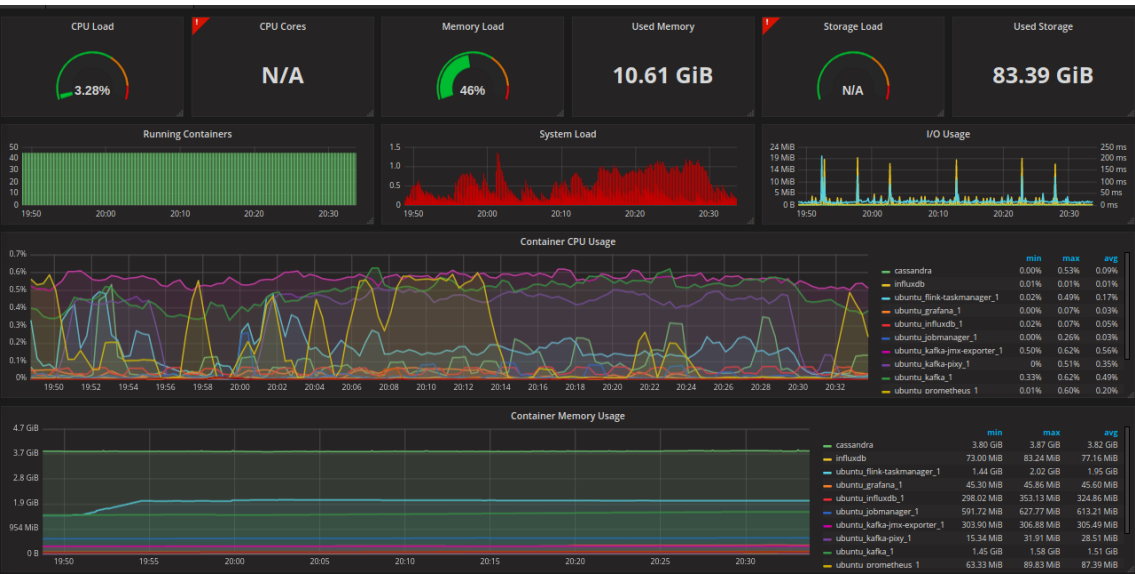 CPU Load
CPU Cores
Memory Load
Used Memory
Storage Load
Used Storage
!
!
3.28%
N/A
46%
10.61 GiB
N/A
83.39 GiB
Running Containers
System Load
I/O Usage
50
40
30
20
10
0
19:50 20:00 20:10 20:20 20:30
1.5
1.0
0.5
0
19:50 20:00 20:10 20:20 20:30
24 MiB
19 MiB
14 MiB
10 MiB
5 MiB
0 B
250 ms
200 ms
150 ms
100 ms
50 ms
0 ms
19:50 20:00 20:10 20:20 20:30
Container CPU Usage
0.7%
0.6%
0.5%
0.4%
0.3%
0.2%
0.1%
0%
19:50 19:52 19:54 19:56 19:58 20:00 20:02 20:04 20:06 20:08 20:10 20:12 20:14 20:16 20:18 20:20 20:22 20:24 20:26 20:28 20:30 20:32
min max avg
cassandra 0.00% 0.53% 0.09%
influxdb 0.01% 0.01% 0.01%
ubuntu_flink-taskmanager_1 0.02% 0.49% 0.17%
ubuntu_grafana_1 0.00% 0.07% 0.03%
ubuntu_influxdb_1 0.02% 0.07% 0.05%
ubuntu_jobmanager_1 0.00% 0.26% 0.03%
ubuntu_kafka-jmx-exporter_1 0.50% 0.62% 0.56%
ubuntu_kafka-pixy_1 0% 0.51% 0.35%
ubuntu_kafka_1 0.33% 0.62% 0.49%
ubuntu_prometheus_1 0.01% 0.60% 0.20%
Container Memory Usage
4.7 GiB
3.7 GiB
2.8 GiB
1.9 GiB
954 MiB
0 B
19:50 19:55 20:00 20:05 20:10 20:15 20:20 20:25 20:30
min max avg
cassandra 3.80 GiB 3.87 GiB 3.82 GiB
influxdb 73.00 MiB 83.24 MiB 77.16 MiB
ubuntu_flink-taskmanager_1 1.44 GiB 2.02 GiB 1.95 GiB
ubuntu_grafana_1 45.30 MiB 45.86 MiB 45.60 MiB
ubuntu_influxdb_1 298.02 MiB 353.13 MiB 324.86 MiB
ubuntu_jobmanager_1 591.72 MiB 627.77 MiB 613.21 MiB
ubuntu_kafka-jmx-exporter_1 303.90 MiB 306.88 MiB 305.49 MiB
ubuntu_kafka-pixy_1 15.34 MiB 31.91 MiB 28.51 MiB
ubuntu_kafka_1 1.45 GiB 1.58 GiB 1.51 GiB
ubuntu_prometheus_1 63.33 MiB 89.83 MiB 87.39 MiB